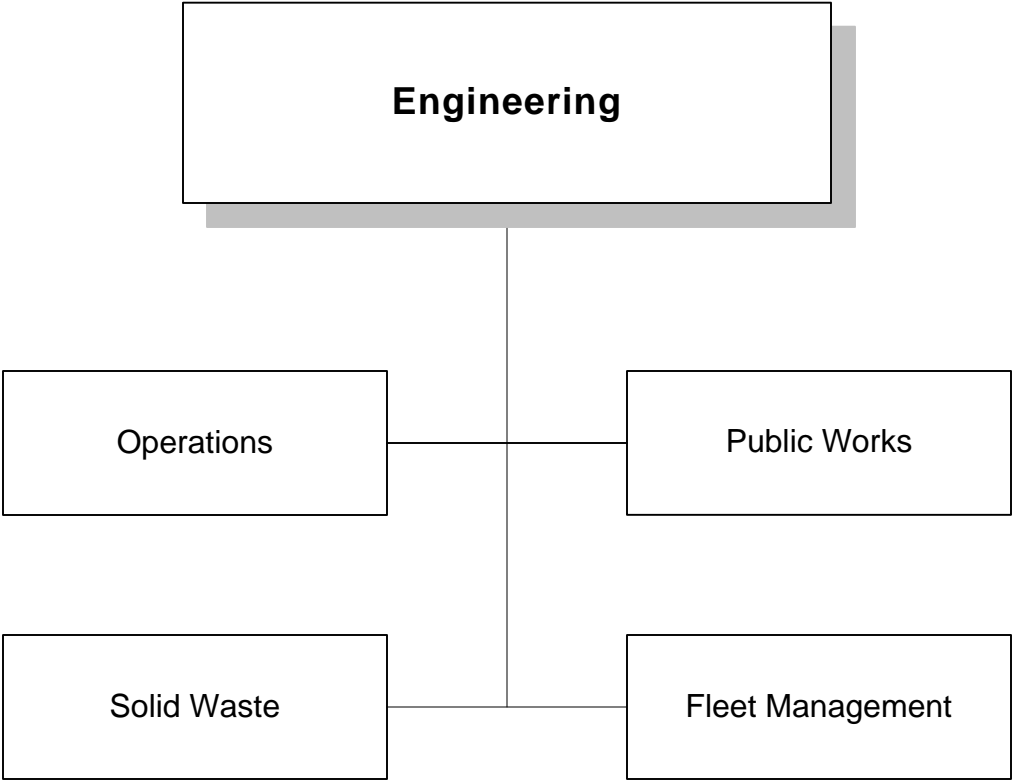 Engineering
Operations
Public Works
Solid Waste
Fleet Management